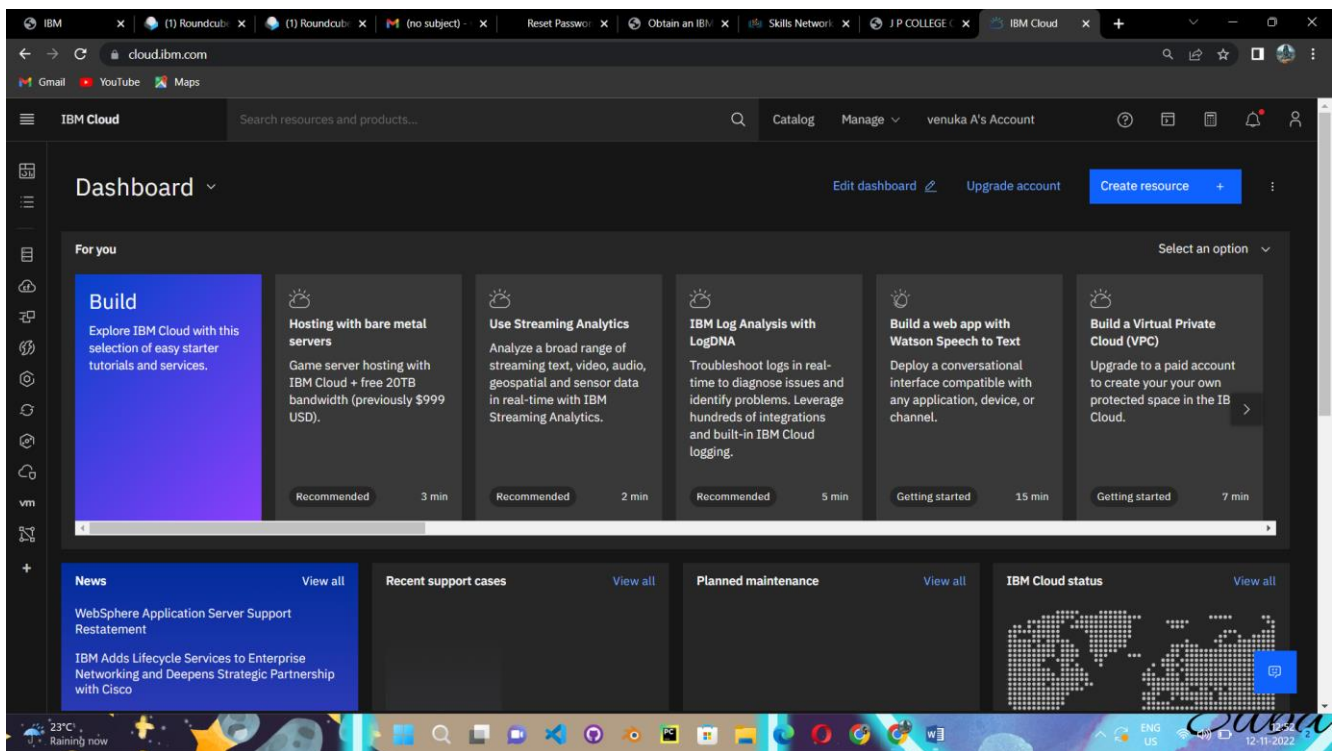 IBM
(1) Roundcub
(1) Roundcub
(no subject) -
Reset Passwor
Obtain an IBM
Skills Network
J P COLLEGE
IBM Cloud
cloud.ibm.com
Gmail
YouTube
Maps
IBM Cloud
Search resources and products...
Catalog
Manage
venuka A's Account
Dashboard
Edit dashboard
Upgrade account
Create resource +
For you
Select an option
Build
Explore IBM Cloud with this
selection of easy starter
tutorials and services.
Hosting with bare metal
servers
Game server hosting with
IBM Cloud + free 20TB
bandwidth (previously $999
USD).
Recommended
3 min
Use Streaming Analytics
Analyze a broad range of
streaming text, video, audio,
geospatial and sensor data
in real-time with IBM
Streaming Analytics.
Recommended
2 min
IBM Log Analysis with
LogDNA
Troubleshoot logs in real-
time to diagnose issues and
identify problems. Leverage
hundreds of integrations
and built-in IBM Cloud
logging.
Recommended
5 min
Build a web app with
Watson Speech to Text
Deploy a conversational
interface compatible with
any application, device, or
channel.
Getting started
15 min
Build a Virtual Private
Cloud (VPC)
Upgrade to a paid account
to create your your own
protected space in the IB
Cloud.
Getting started
7 min
vm
News
View all
WebSphere Application Server Support
Restatement
IBM Adds Lifecycle Services to Enterprise
Networking and Deepens Strategic Partnership
with Cisco
Recent support cases
View all
Planned maintenance
View all
IBM Cloud status
View all
23°C
Raining now
ENG
US
12:53
12-11-2022